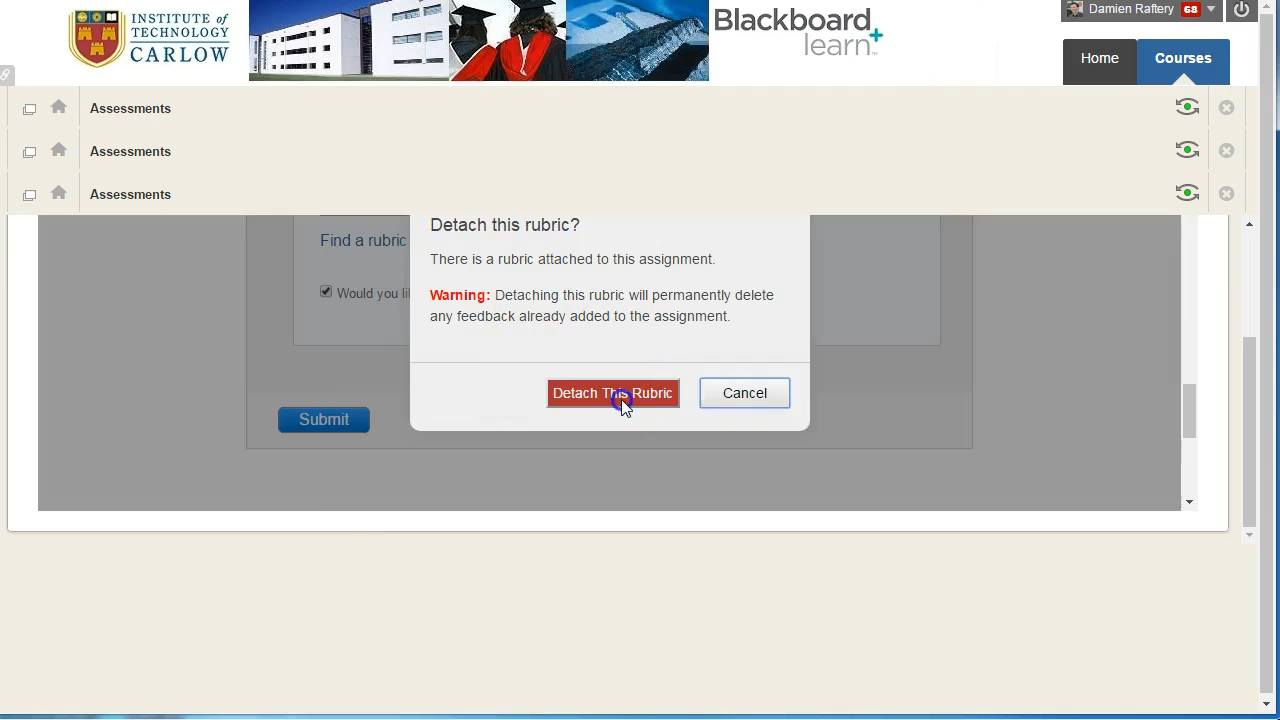 INSTITUTE of
TECHNOLOGY
CARLOW
Blackboard
learn
Damien Raftery 68
Home Courses
Assessments
Assessments
Assessments
Detach this rubric?
Find a rubric
There is a rubric attached to this assignment.
Would you
Warning: Detaching this rubric will permanently delete
any feedback already added to the assignment.
Detach This Rubric Cancel
Submit